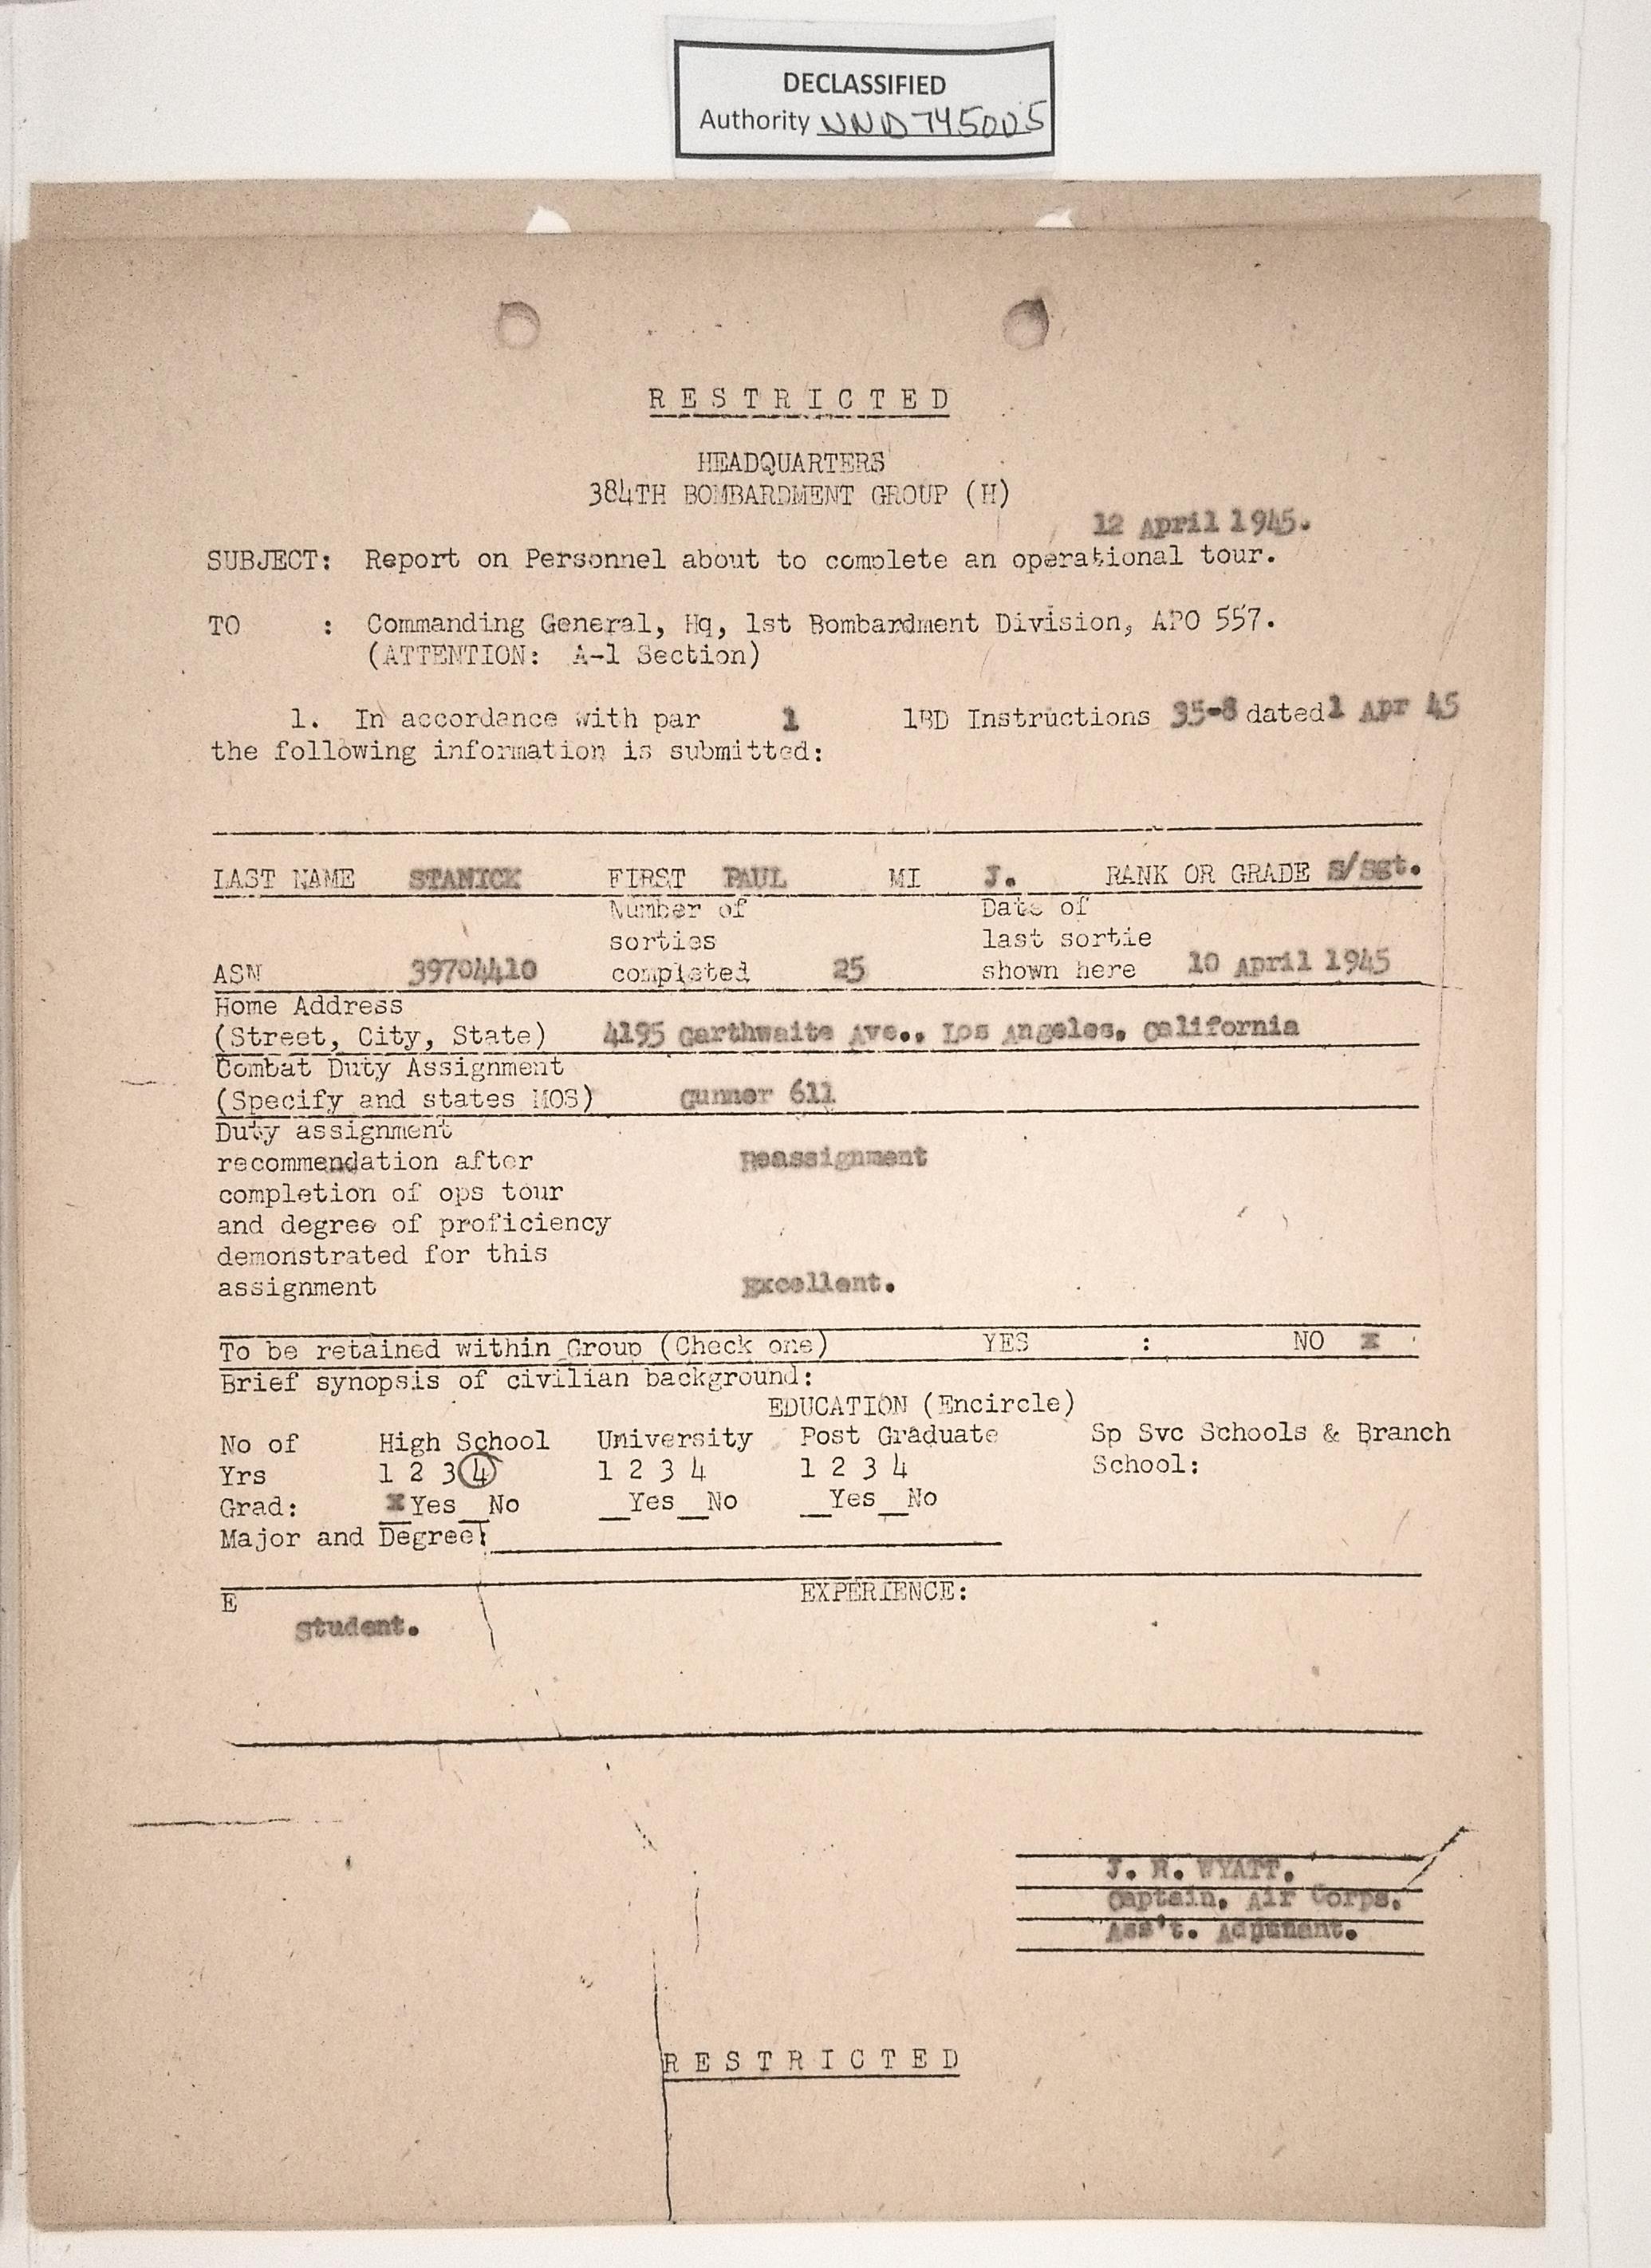 DECLASSIFIED
Authority NND 745005
R E S T R I C T E D
HEADQUARTERS
384TH BOMBARDMENT GROUP (H)
12 April 1945.
SUBJECT: Report on Personnel about to complete an operational tour.
TO : Commanding General, Hq, 1st Bombardment Division, APO 557.
(ATTENTION: A-1 Section)
1. In accordance with par 1 1BD Instructions 35-8 dated 1 Apr 45
the following information is submitted:
LAST NAME STANICK FIRST PAUL MI J. RANK OR GRADE S/Sgt.
Number of Date of
sorties last sortie
ASN 39704410 completed 25 shown here 10 April 1945
Home Address
(Street, City, State) 4195 Garthwaite Ave., Los Angeles, California
Combat Duty Assignment
(Specify and states MOS) Gunner 611
Duty assignment
recommendation after Reassignment
completion of ops tour
and degree of proficiency
demonstrated for this
assignment Excellent.
To be retained within Group (Check one) YES : NO x
Brief synopsis of civilian background:
EDUCATION (Encircle)
No of High School University Post Graduate Sp Svc Schools & Branch
Yrs 1 2 3 4 1 2 3 4 1 2 3 4 School:
Grad: x Yes _No _Yes _No _Yes _No
Major and Degree:
E EXPERIENCE:
Student.
J. R. WYATT,
Captain, Air Corps,
Ass't. Adjutant.
R E S T R I C T E D